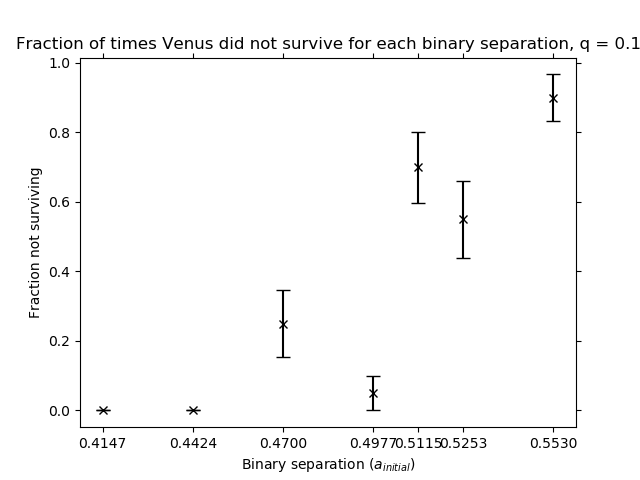 Fraction of times Venus did not survive for each binary separation, q = 0.1
1.0
0.8
0.6
0.4
0.2
0.0
Fraction not surviving
0.4147 0.4424 0.4700 0.4977 0.5115 0.5253 0.5530
Binary separation (a_initial)